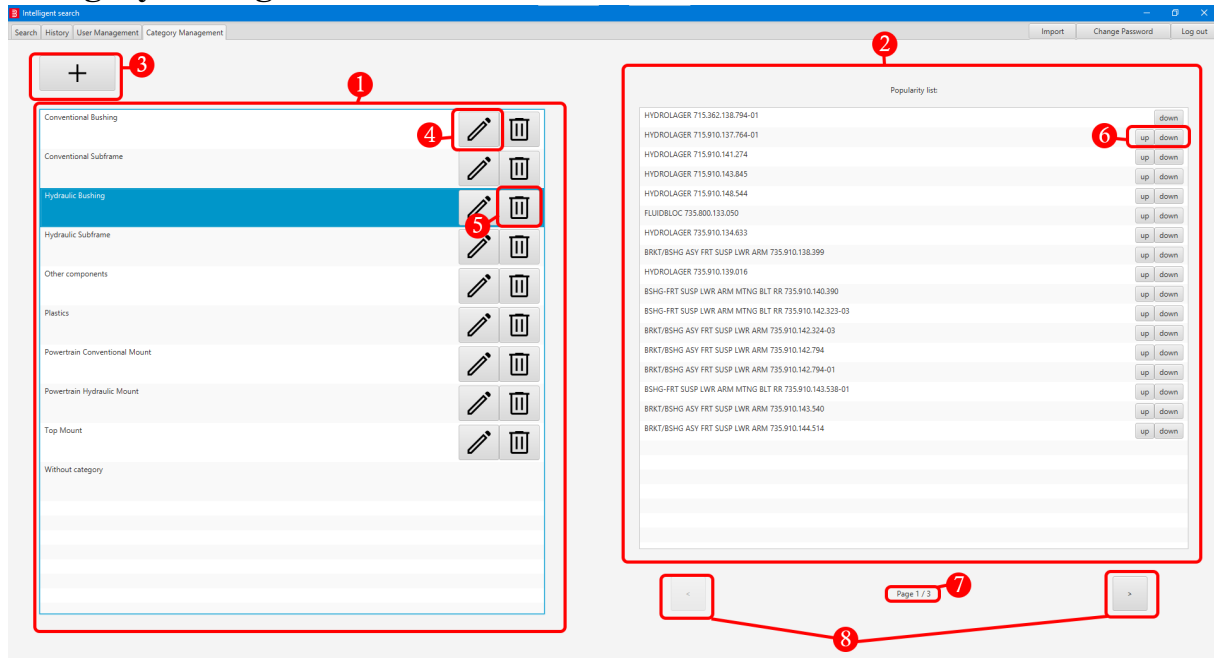 Intelligent search
Search History User Management Category Management Import Change Password Log out
3
+
1
2
Popularity list:
Conventional Bushing
4
Conventional Subframe
Hydraulic Bushing
5
Hydraulic Subframe
Other components
Plastics
Powertrain Conventional Mount
Powertrain Hydraulic Mount
Top Mount
Without category
HYDROLAGER 715.362.138.794-01 down
HYDROLAGER 715.910.137.764-01 6 up down
HYDROLAGER 715.910.141.274 up down
HYDROLAGER 715.910.143.845 up down
HYDROLAGER 715.910.148.544 up down
FLUIDBLOC 735.800.133.050 up down
HYDROLAGER 735.910.134.633 up down
BRKT/BSHG ASY FRT SUSP LWR ARM 735.910.138.399 up down
HYDROLAGER 735.910.139.016 up down
BSHG-FRT SUSP LWR ARM MTNG BLT RR 735.910.140.390 up down
BSHG-FRT SUSP LWR ARM MTNG BLT RR 735.910.142.323-03 up down
BRKT/BSHG ASY FRT SUSP LWR ARM 735.910.142.324-03 up down
BRKT/BSHG ASY FRT SUSP LWR ARM 735.910.142.794 up down
BRKT/BSHG ASY FRT SUSP LWR ARM 735.910.142.794-01 up down
BSHG-FRT SUSP LWR ARM MTNG BLT RR 735.910.143.538-01 up down
BRKT/BSHG ASY FRT SUSP LWR ARM 735.910.143.540 up down
BRKT/BSHG ASY FRT SUSP LWR ARM 735.910.144.514 up down
< Page 1 / 3 7 >
8